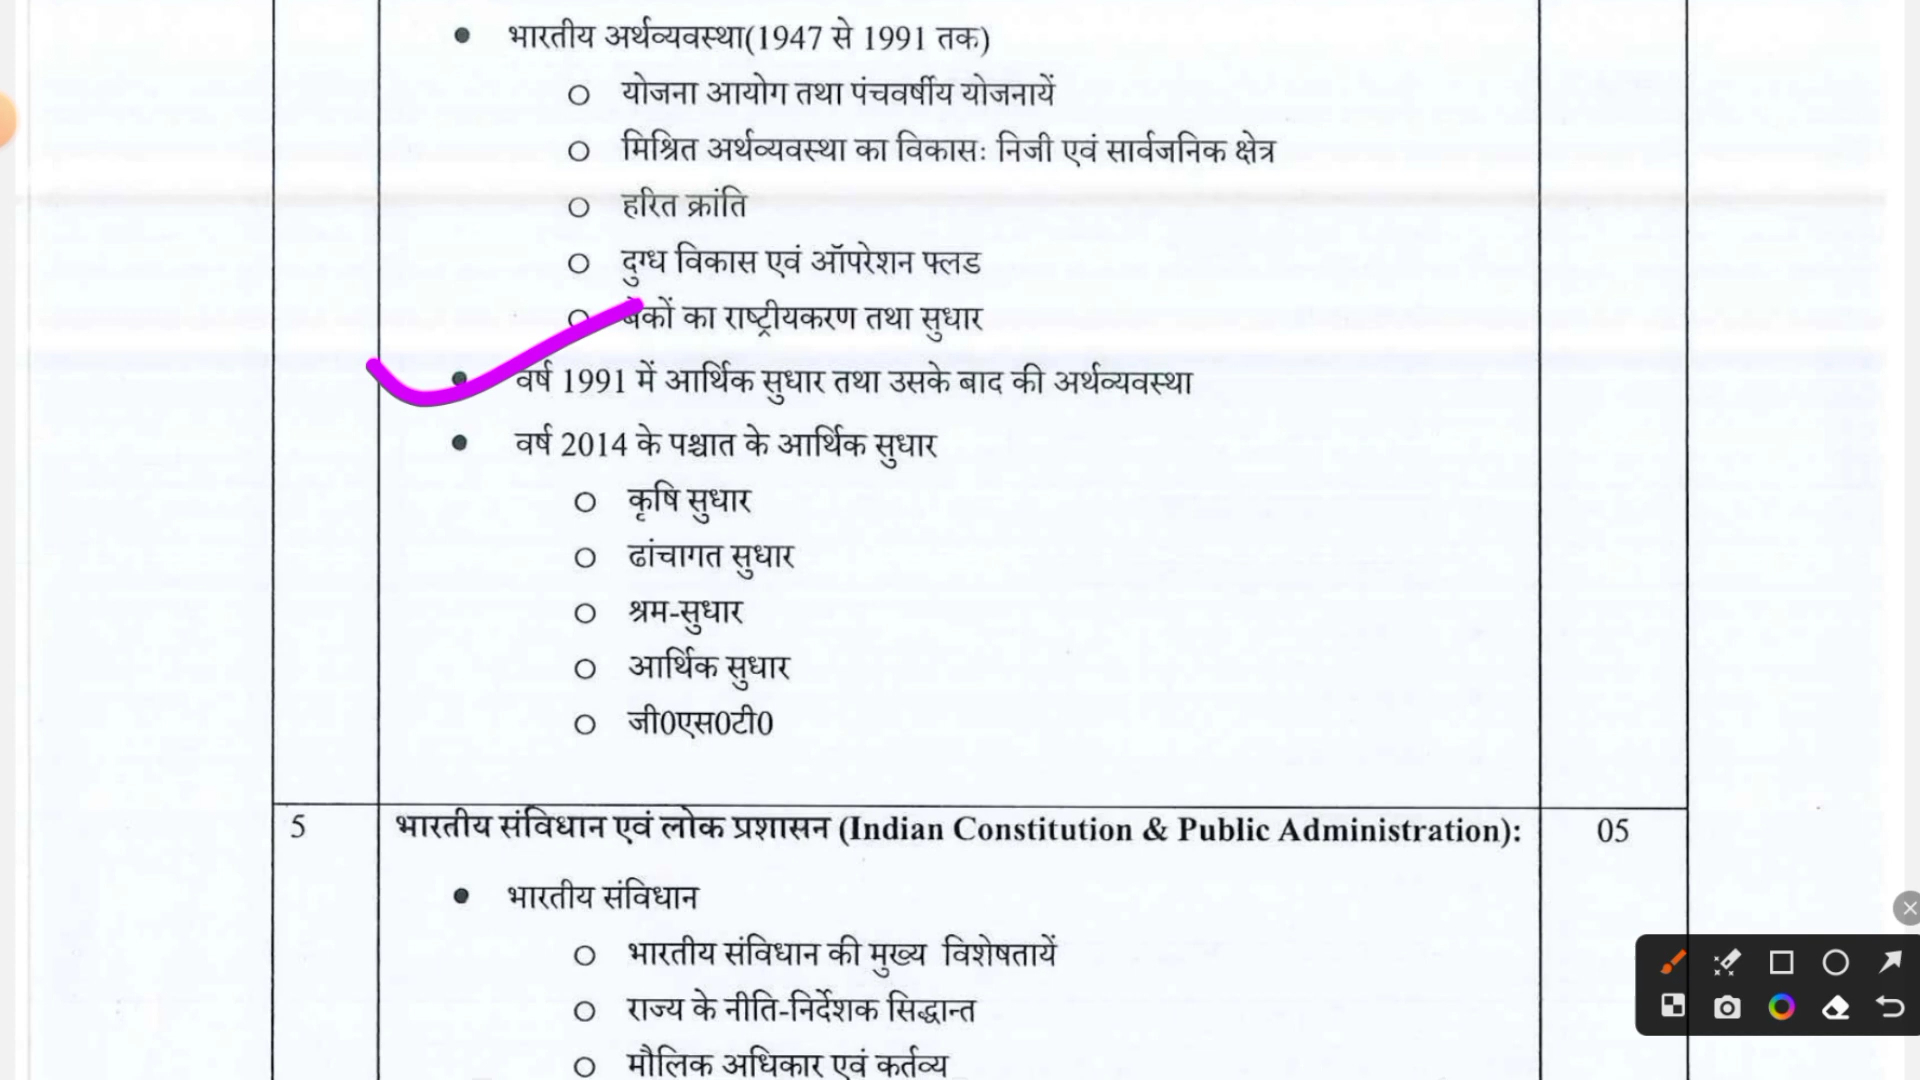 भारतीय अर्थव्यवस्था(1947 से 1991 तक)
योजना आयोग तथा पंचवर्षीय योजनायें
मिश्रित अर्थव्यवस्था का विकास: निजी एवं सार्वजनिक क्षेत्र
हरित क्रांति
दुग्ध विकास एवं ऑपरेशन फ्लड
बैंकों का राष्ट्रीयकरण तथा सुधार
वर्ष 1991 में आर्थिक सुधार तथा उसके बाद की अर्थव्यवस्था
वर्ष 2014 के पश्चात के आर्थिक सुधार
कृषि सुधार
ढांचागत सुधार
श्रम-सुधार
आर्थिक सुधार
जी0एस0टी0
5 भारतीय संविधान एवं लोक प्रशासन (Indian Constitution & Public Administration): 05
भारतीय संविधान
भारतीय संविधान की मुख्य विशेषतायें
राज्य के नीति-निर्देशक सिद्धान्त
मौलिक अधिकार एवं कर्तव्य